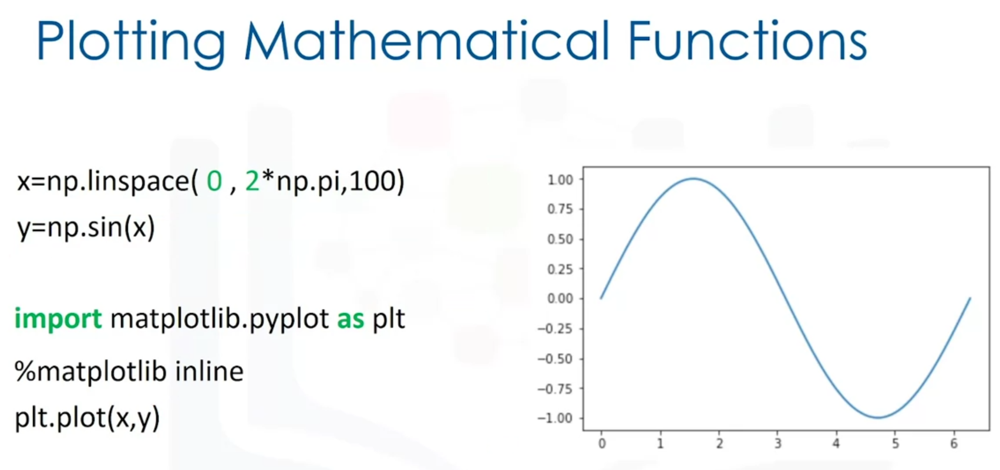 Plotting Mathematical Functions
x=np.linspace( 0 , 2*np.pi,100)
y=np.sin(x)
import matplotlib.pyplot as plt
%matplotlib inline
plt.plot(x,y)
1.00
0.75
0.50
0.25
0.00
−0.25
−0.50
−0.75
−1.00
0 1 2 3 4 5 6